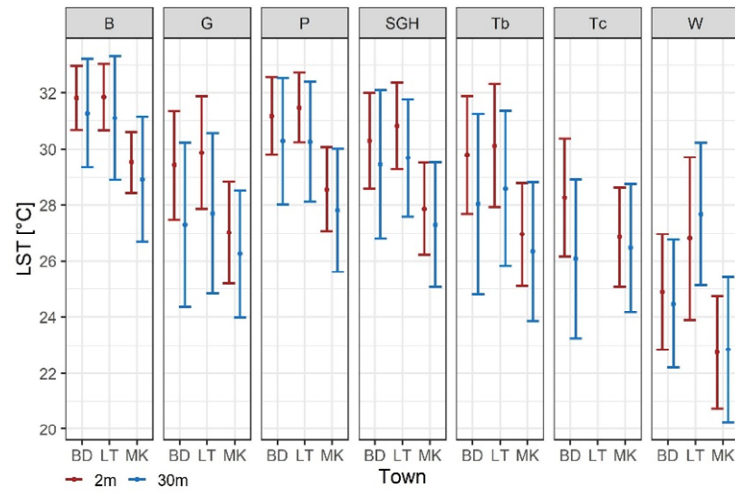 B G P SGH Tb Tc W
LST [°C]
32
30
28
26
24
22
20
BD LT MK BD LT MK BD LT MK BD LT MK BD LT MK BD LT MK BD LT MK
Town
2m 30m